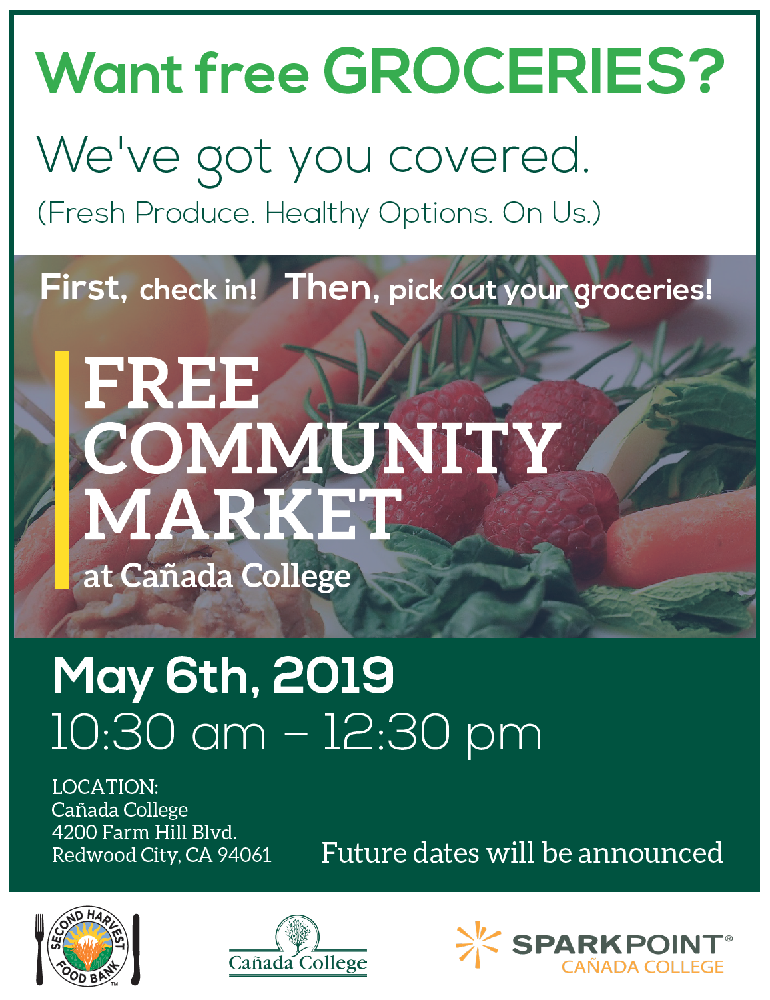 Want free GROCERIES?
We've got you covered.
(Fresh Produce. Healthy Options. On Us.)
First, check in! Then, pick out your groceries!
FREE
COMMUNITY
MARKET
at Cañada College
May 6th, 2019
10:30 am – 12:30 pm
LOCATION:
Cañada College
4200 Farm Hill Blvd.
Redwood City, CA 94061
Future dates will be announced
SECOND HARVEST
FOOD BANK™
Cañada College
SPARKPOINT®
CAÑADA COLLEGE